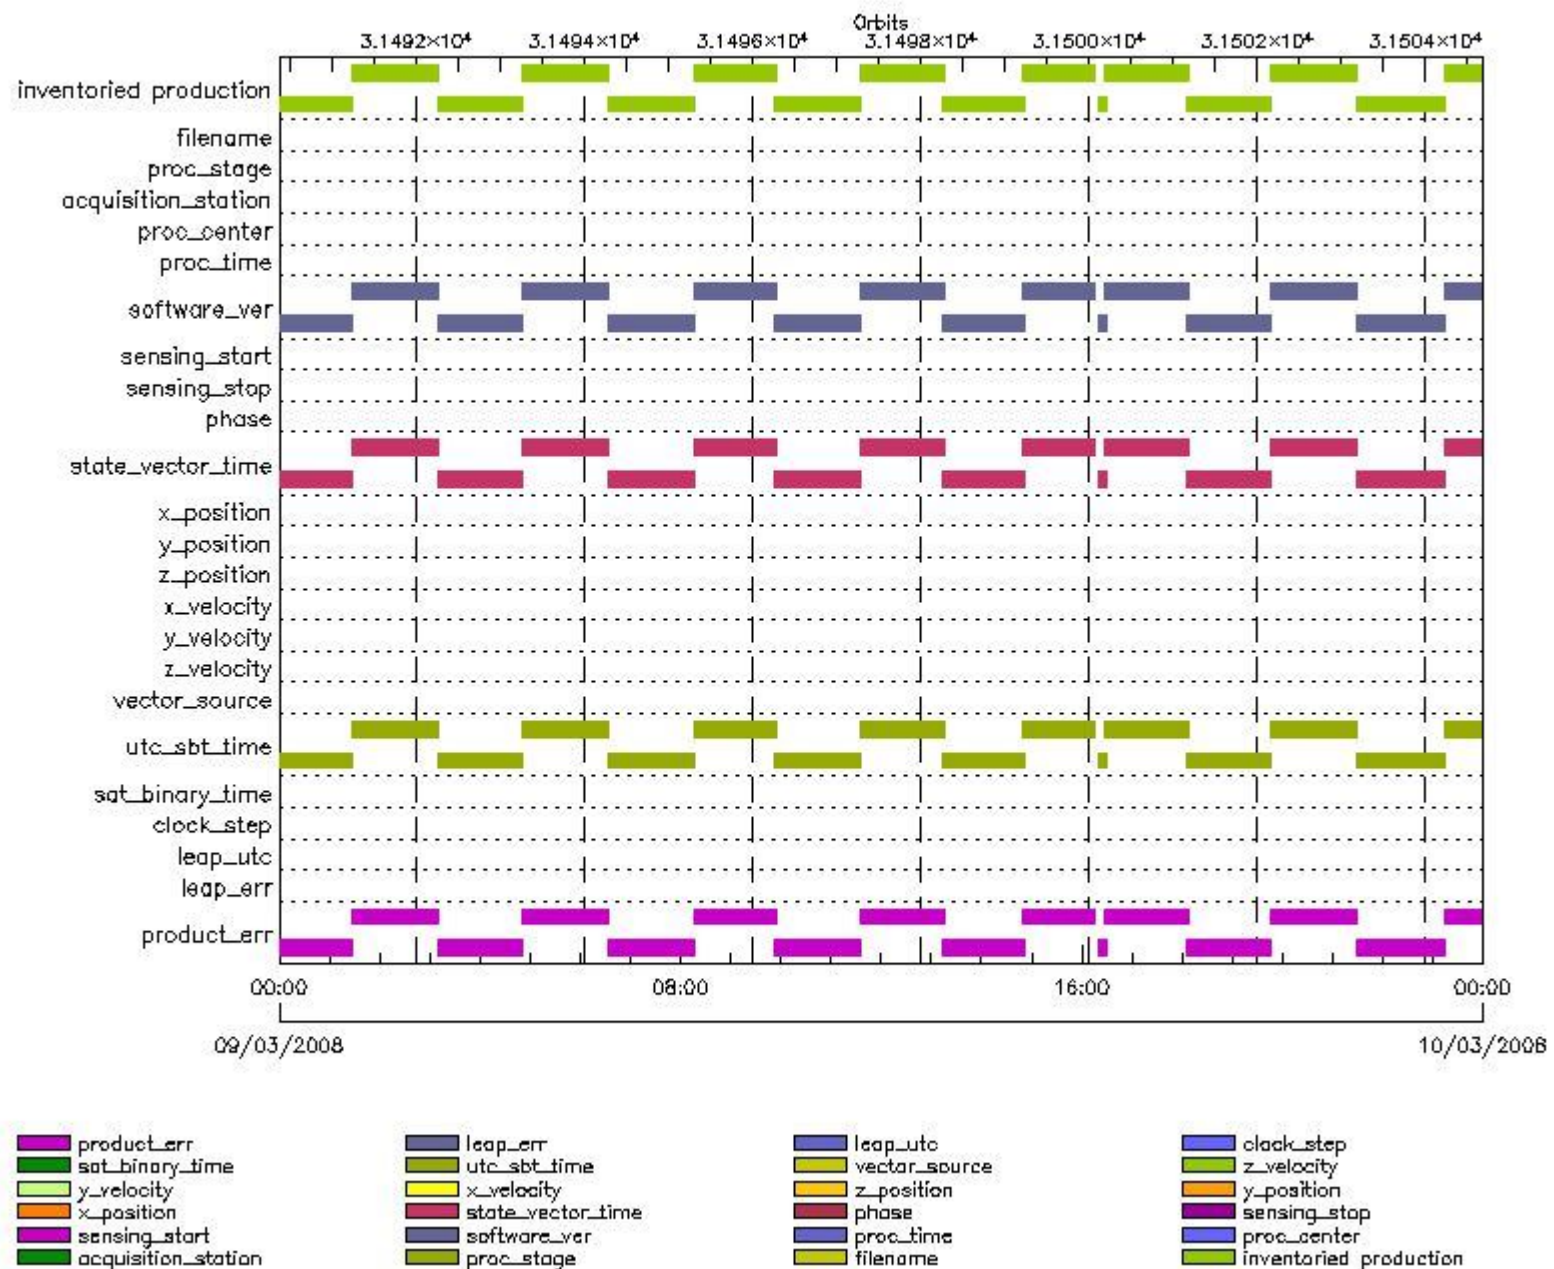 Orbits
3.1492×10⁴ 3.1494×10⁴ 3.1496×10⁴ 3.1498×10⁴ 3.1500×10⁴ 3.1502×10⁴ 3.1504×10⁴
inventoried production
filename
proc_stage
acquisition_station
proc_center
proc_time
software_ver
sensing_start
sensing_stop
phase
state_vector_time
x_position
y_position
z_position
x_velocity
y_velocity
z_velocity
vector_source
utc_sbt_time
sat_binary_time
clock_step
leap_utc
leap_err
product_err
00:00 08:00 16:00 00:00
09/03/2008 10/03/2008
product_err leap_err leap_utc clock_step
sat_binary_time utc_sbt_time vector_source z_velocity
y_velocity x_velocity z_position y_position
x_position state_vector_time phase sensing_stop
sensing_start software_ver proc_time proc_center
acquisition_station proc_stage filename inventoried production